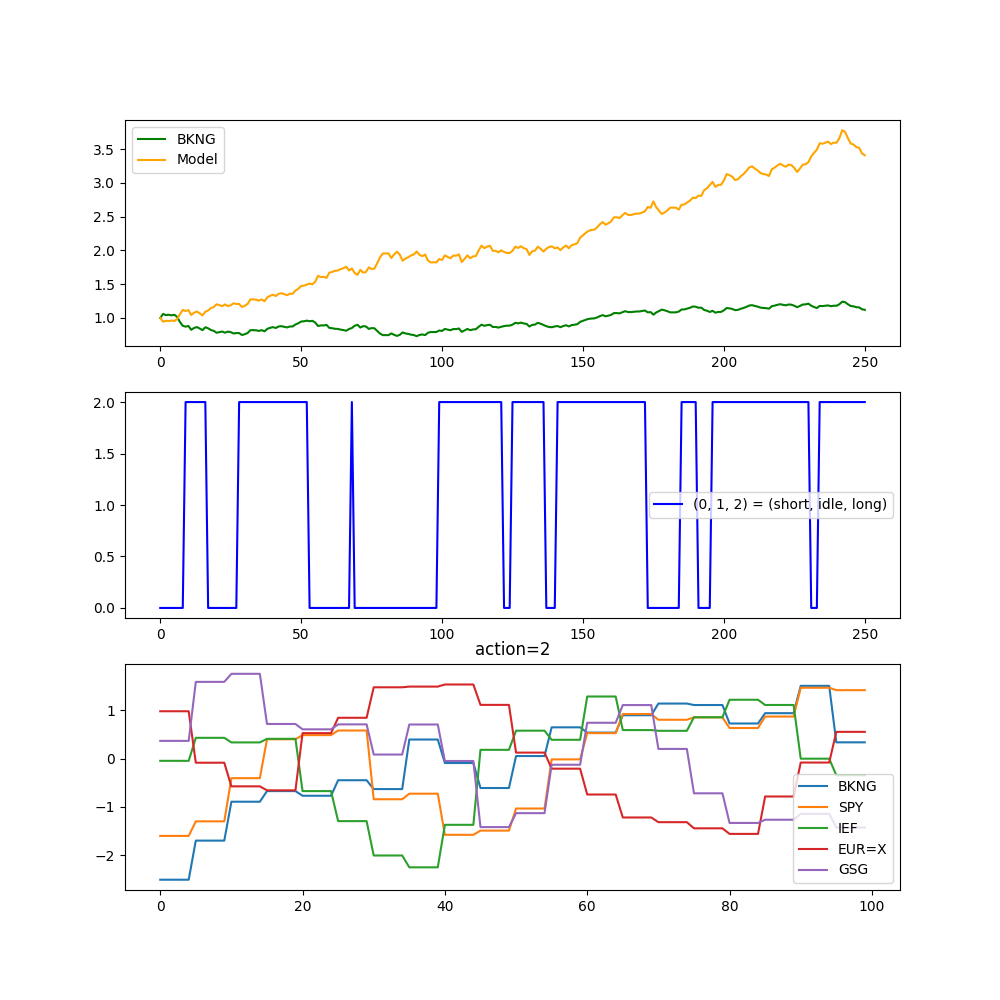 BKNG
Model
3.5
3.0
2.5
2.0
1.5
1.0
0 50 100 150 200 250
2.0
1.5
1.0
0.5
0.0
(0, 1, 2) = (short, idle, long)
0 50 100 150 200 250
action=2
1
0
−1
−2
BKNG
SPY
IEF
EUR=X
GSG
0 20 40 60 80 100